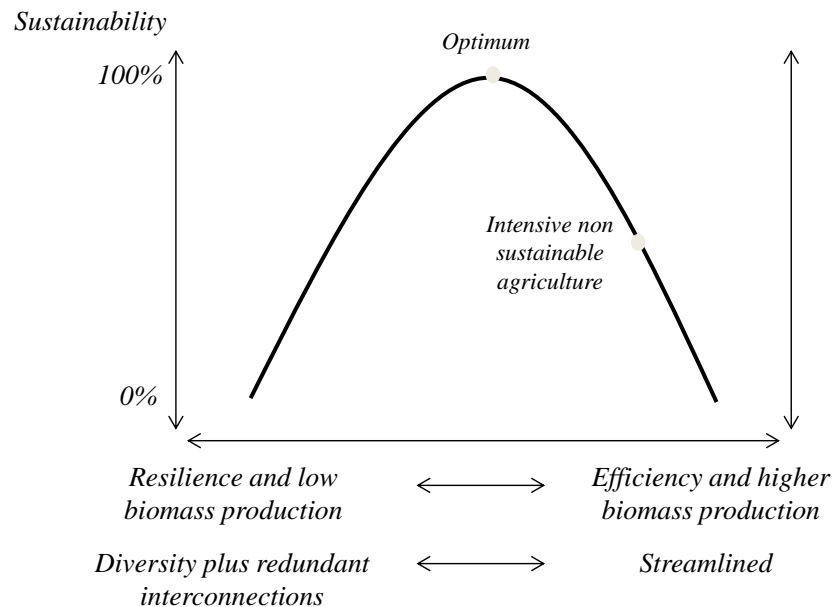 Sustainability
Optimum
100%
Intensive non
sustainable
agriculture
0%
Resilience and low
biomass production
Efficiency and higher
biomass production
Diversity plus redundant
interconnections
Streamlined